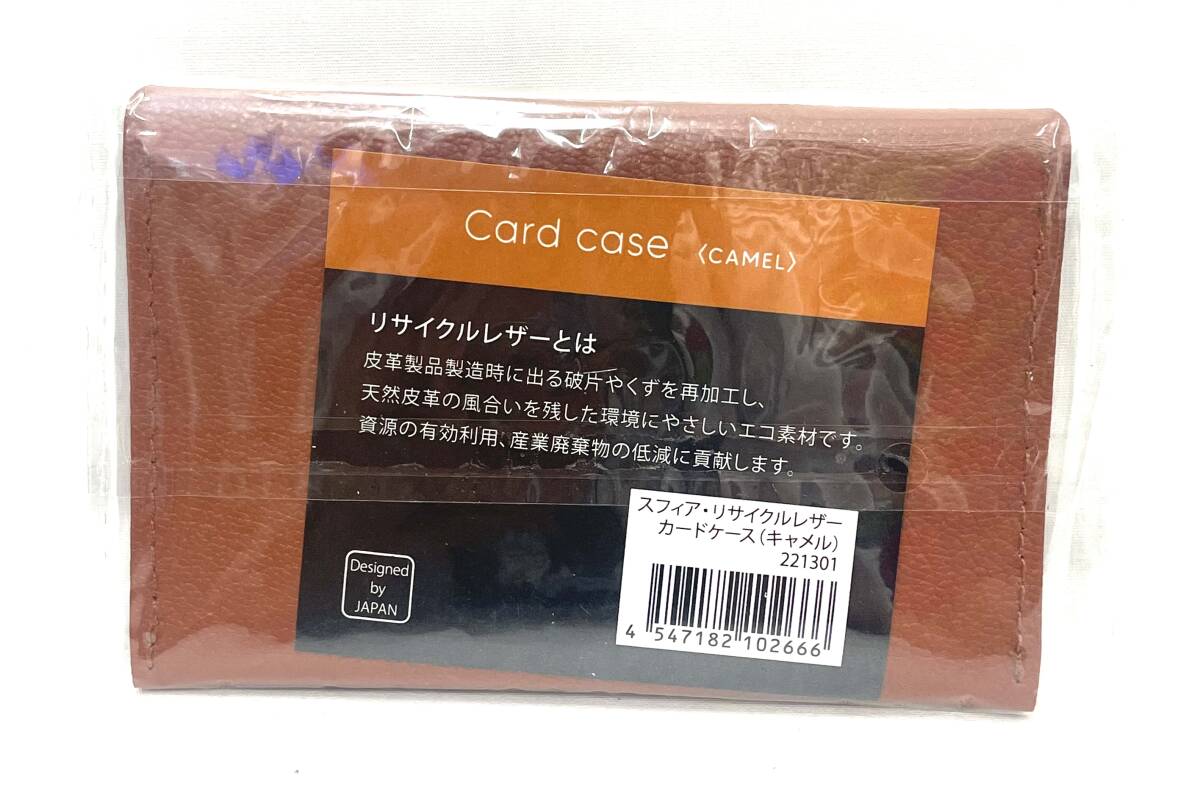 Card case 〈CAMEL〉
リサイクルレザーとは
皮革製品製造時に出る破片やくずを再加工し、
天然皮革の風合いを残した環境にやさしいエコ素材です。
資源の有効利用、産業廃棄物の低減に貢献します。
スフィア・リサイクルレザー
カードケース(キャメル)
221301
4 547182 102666
Designed
by
JAPAN